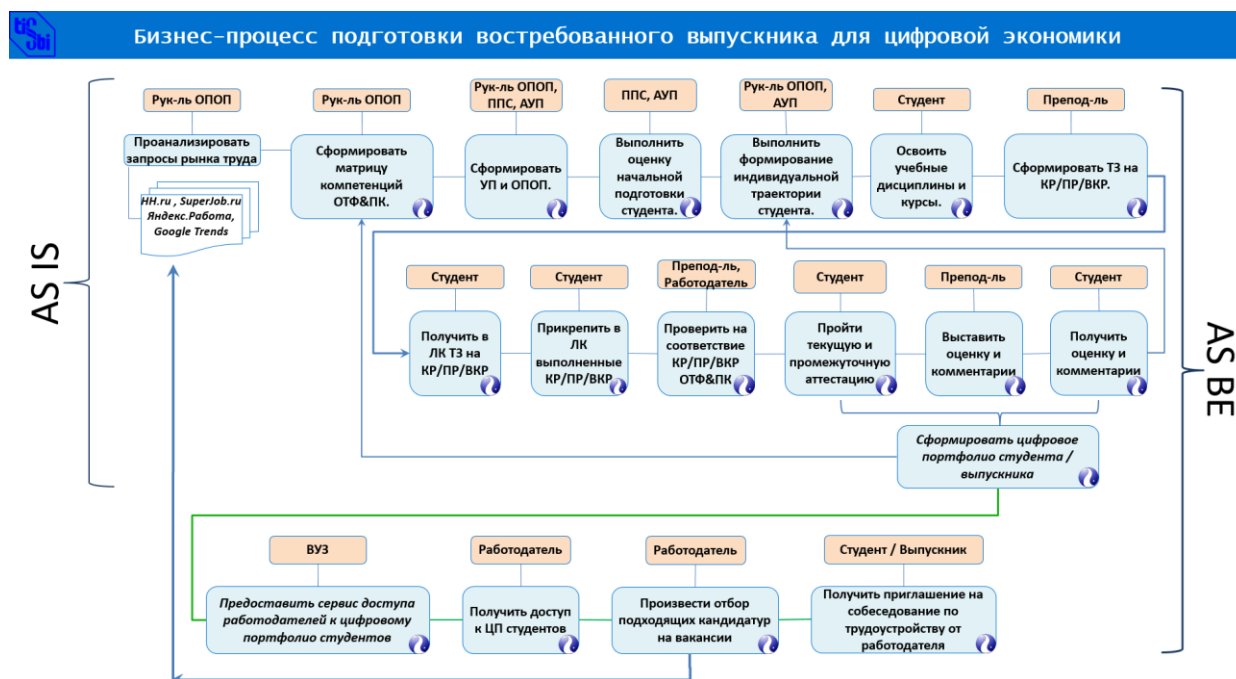 tis
bi
Бизнес-процесс подготовки востребованного выпускника для цифровой экономики
Рук-ль ОПОП
Рук-ль ОПОП
Рук-ль ОПОП,
ППС, АУП
ППС, АУП
Рук-ль ОПОП,
АУП
Студент
Препод-ль
Проанализировать
запросы рынка труда
HH.ru , SuperJob.ru
Яндекс.Работа,
Google Trends
Сформировать
матрицу
компетенций
ОТФ&ПК.
Сформировать
УП и ОПОП.
Выполнить
оценку
начальной
подготовки
студента.
Выполнить
формирование
индивидуальной
траектории
студента.
Освоить
учебные
дисциплины и
курсы.
Сформировать ТЗ на
КР/ПР/ВКР.
AS IS
AS BE
Студент
Студент
Препод-ль,
Работодатель
Студент
Препод-ль
Студент
Получить в
ЛК ТЗ на
КР/ПР/ВКР
Прикрепить в
ЛК
выполненные
КР/ПР/ВКР
Проверить на
соответствие
КР/ПР/ВКР
ОТФ&ПК
Пройти
текущую и
промежуточную
аттестацию
Выставить
оценку и
комментарии
Получить
оценку и
комментарии
Сформировать цифровое
портфолио студента /
выпускника
ВУЗ
Работодатель
Работодатель
Студент / Выпускник
Предоставить сервис доступа
работодателей к цифровому
портфолио студентов
Получить доступ
к ЦП студентов
Произвести отбор
подходящих кандидатур
на вакансии
Получить приглашение на
собеседование по
трудоустройству от
работодателя